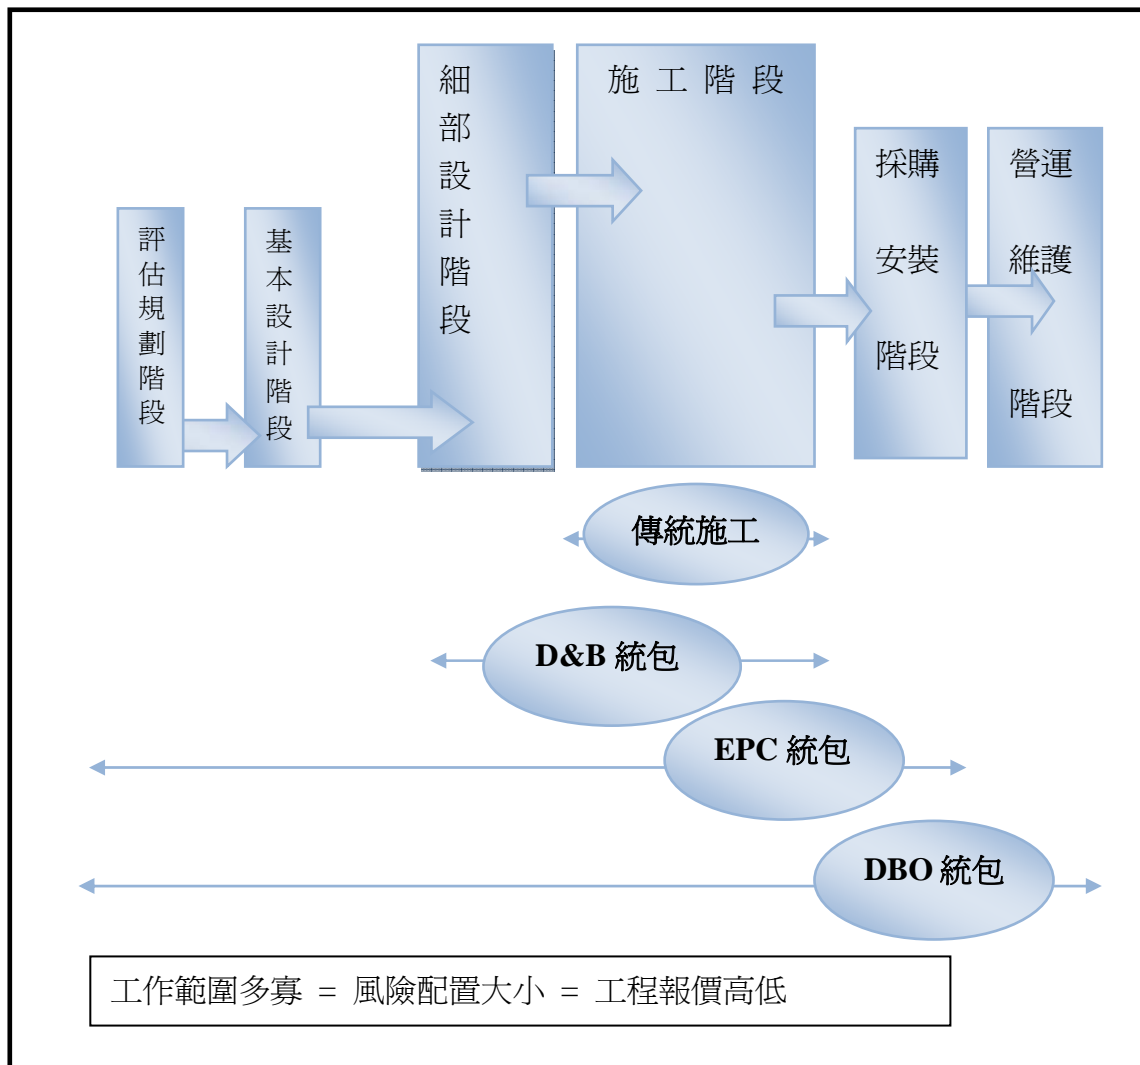 評估規劃階段
基本設計階段
細部設計階段
施工階段
採購
安裝
階段
營運
維護
階段
傳統施工
D&B 統包
EPC 統包
DBO 統包
工作範圍多寡 = 風險配置大小 = 工程報價高低